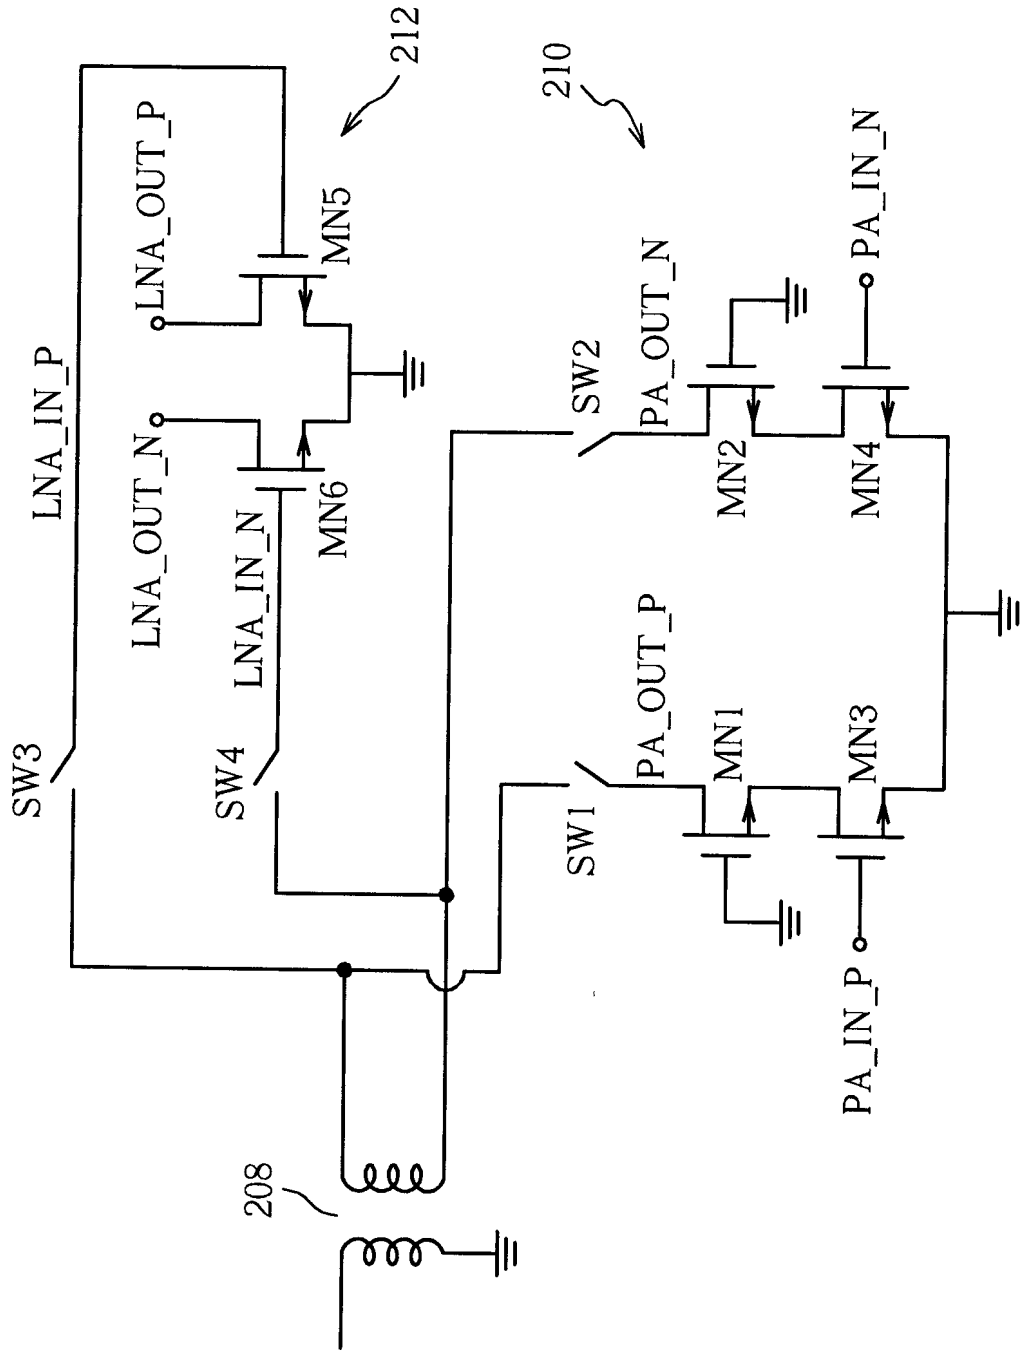 208
SW3
LNA_IN_P
SW4
LNA_IN_N
LNA_OUT_N
LNA_OUT_P
MN6
MN5
212
210
SW1
SW2
PA_OUT_P
PA_OUT_N
MN1
MN2
MN3
MN4
PA_IN_P
PA_IN_N